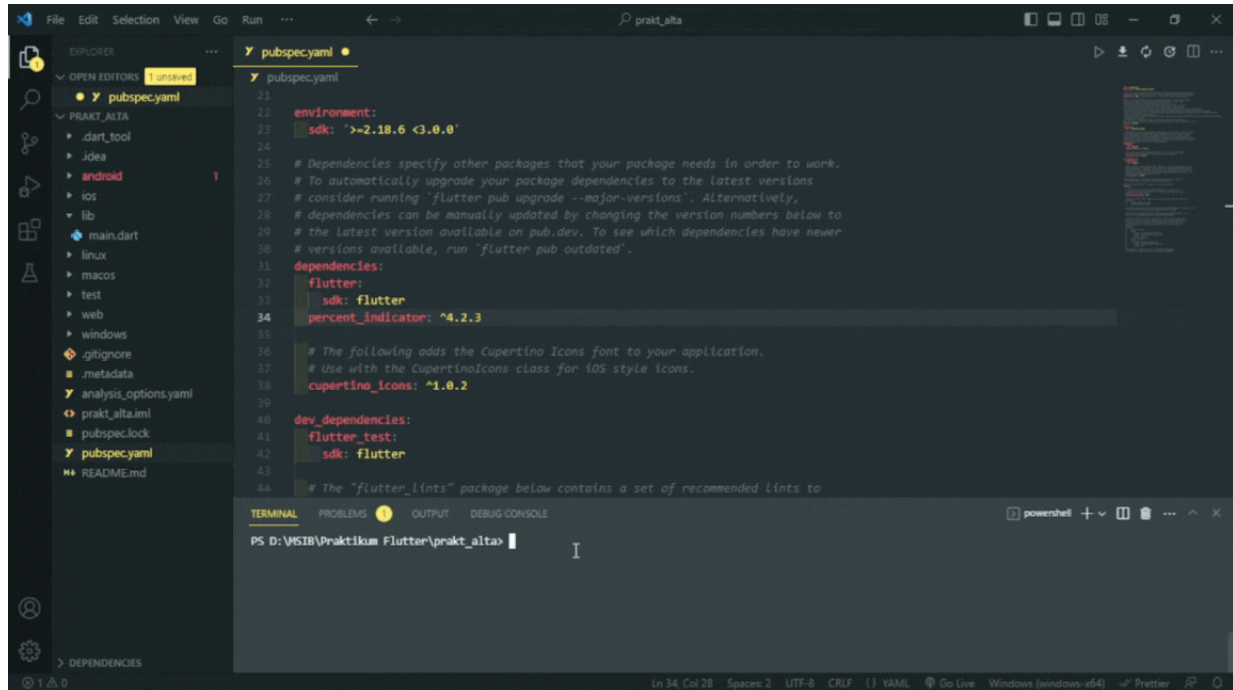 File Edit Selection View Go Run ··· prakt_alta
EXPLORER ···
OPEN EDITORS 1 unsaved
pubspec.yaml
PRAKT_ALTA
.dart_tool
.idea
android 1
ios
lib
main.dart
linux
macos
test
web
windows
.gitignore
.metadata
analysis_options.yaml
prakt_alta.iml
pubspec.lock
pubspec.yaml
README.md
DEPENDENCIES
pubspec.yaml
pubspec.yaml
21
22 environment:
23 sdk: '>=2.18.6 <3.0.0'
24
25 # Dependencies specify other packages that your package needs in order to work.
26 # To automatically upgrade your package dependencies to the latest versions
27 # consider running `flutter pub upgrade --major-versions`. Alternatively,
28 # dependencies can be manually updated by changing the version numbers below to
29 # the latest version available on pub.dev. To see which dependencies have newer
30 # versions available, run `flutter pub outdated`.
31 dependencies:
32 flutter:
33 sdk: flutter
34 percent_indicator: ^4.2.3
35
36 # The following adds the Cupertino Icons font to your application.
37 # Use with the CupertinoIcons class for iOS style icons.
38 cupertino_icons: ^1.0.2
39
40 dev_dependencies:
41 flutter_test:
42 sdk: flutter
43
44 # The "flutter_lints" package below contains a set of recommended lints to
TERMINAL PROBLEMS 1 OUTPUT DEBUG CONSOLE powershell
PS D:\MSIB\Praktikum Flutter\prakt_alta>
1 0 Ln 34, Col 28 Spaces: 2 UTF-8 CRLF {} YAML Go Live Windows (windows-x64) Prettier